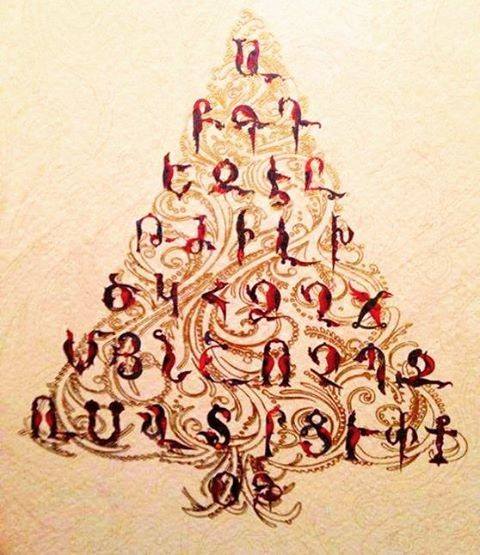 Ա
Բ Գ Դ
Ե Զ Է Ը
Թ Ժ Ի Լ Խ
Ծ Կ Հ Ձ Ղ Ճ
Մ Յ Ն Շ Ո Չ Պ Ջ
Ռ Ս Վ Տ Ր Ց Ւ Փ Ք
Օ Ֆ